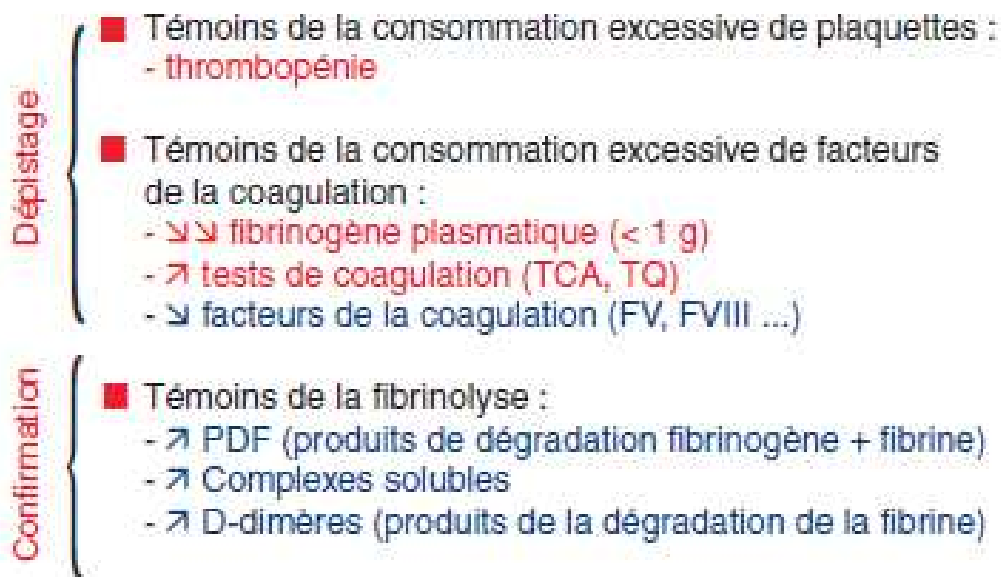 Dépistage
■ Témoins de la consommation excessive de plaquettes :
- thrombopénie
■ Témoins de la consommation excessive de facteurs
de la coagulation :
- ↘↘ fibrinogène plasmatique (< 1 g)
- ↗ tests de coagulation (TCA, TQ)
- ↘ facteurs de la coagulation (FV, FVIII ...)
Confirmation
■ Témoins de la fibrinolyse :
- ↗ PDF (produits de dégradation fibrinogène + fibrine)
- ↗ Complexes solubles
- ↗ D-dimères (produits de la dégradation de la fibrine)